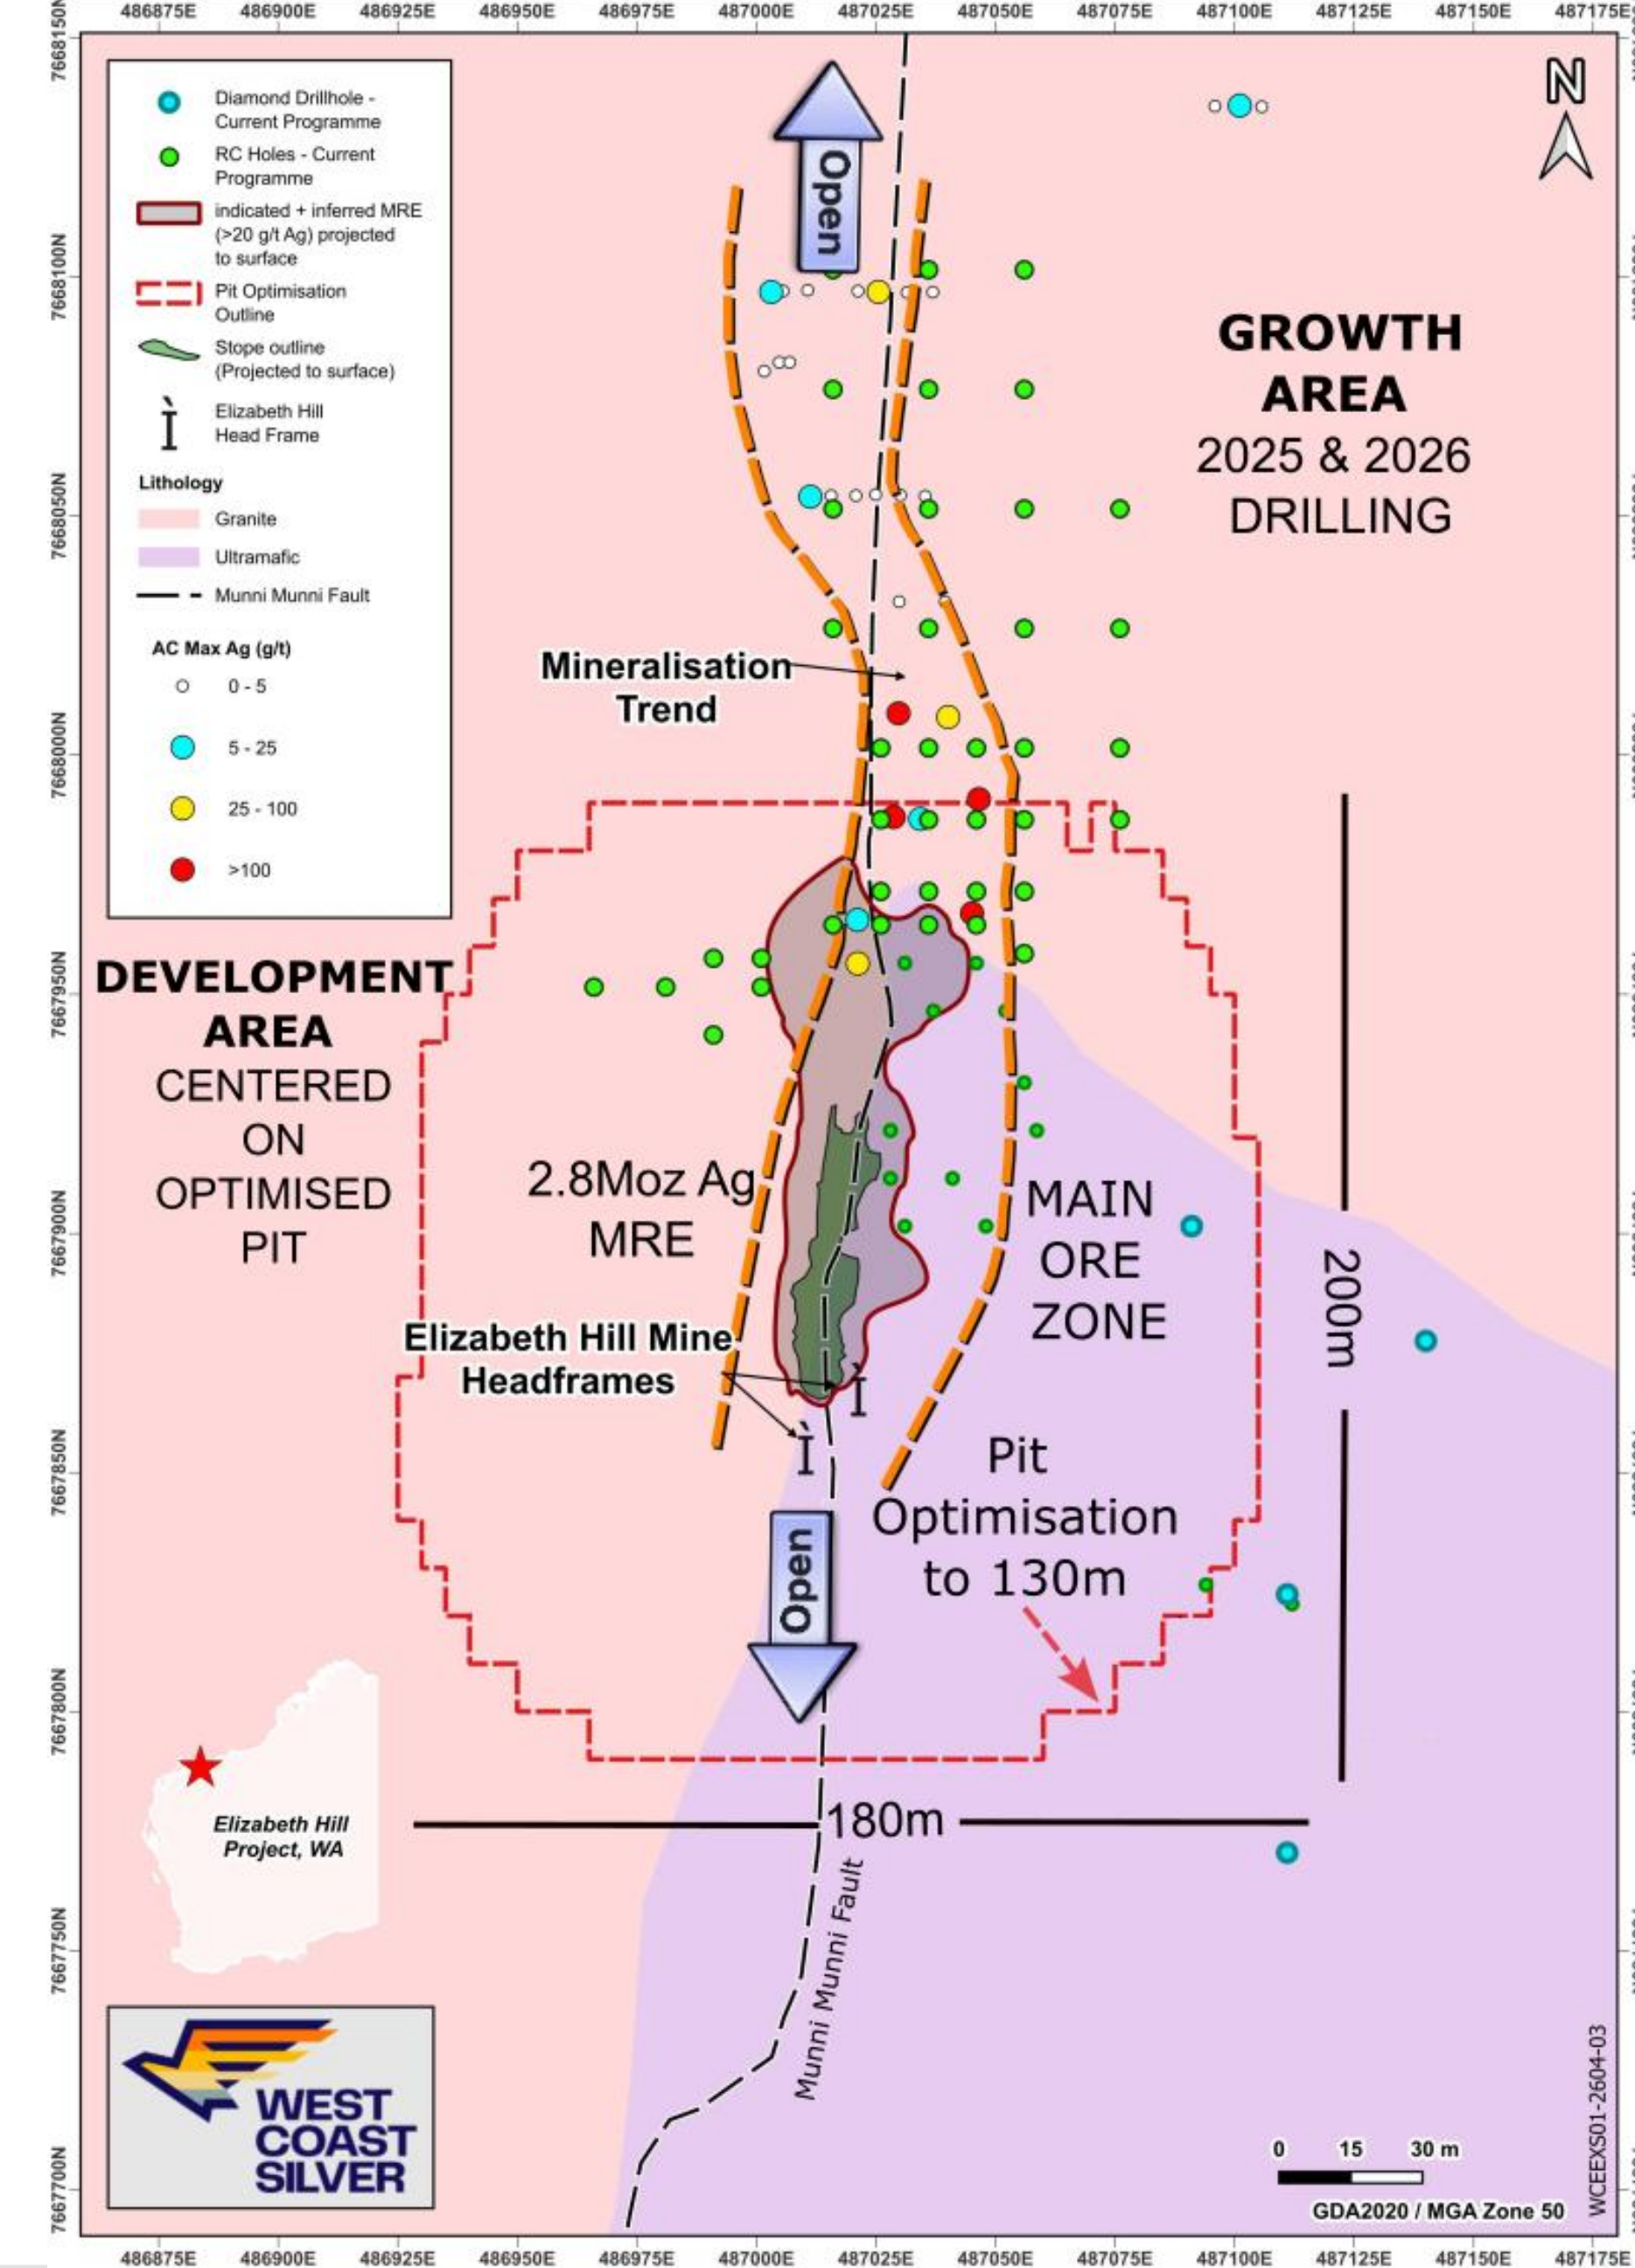 486875E 486900E 486925E 486950E 486975E 487000E 487025E 487050E 487075E 487100E 487125E 487150E 487175E
Diamond Drillhole -
Current Programme
RC Holes - Current
Programme
indicated + inferred MRE
(>20 g/t Ag) projected
to surface
Pit Optimisation
Outline
Stope outline
(Projected to surface)
Elizabeth Hill
Head Frame
Lithology
Granite
Ultramafic
Munni Munni Fault
AC Max Ag (g/t)
0 - 5
5 - 25
25 - 100
>100
N
Open
GROWTH
AREA
2025 & 2026
DRILLING
Mineralisation
Trend
DEVELOPMENT
AREA
CENTERED
ON
OPTIMISED
PIT
2.8Moz Ag
MRE
MAIN
ORE
ZONE
200m
Elizabeth Hill Mine
Headframes
Pit
Optimisation
to 130m
Open
180m
Munni Munni Fault
Elizabeth Hill
Project, WA
WEST
COAST
SILVER
0 15 30 m
GDA2020 / MGA Zone 50
WCEEXS01-2604-03
7668150N
7668100N
7668050N
7668000N
7667950N
7667900N
7667850N
7667800N
7667750N
7667700N
486875E 486900E 486925E 486950E 486975E 487000E 487025E 487050E 487075E 487100E 487125E 487150E 487175E